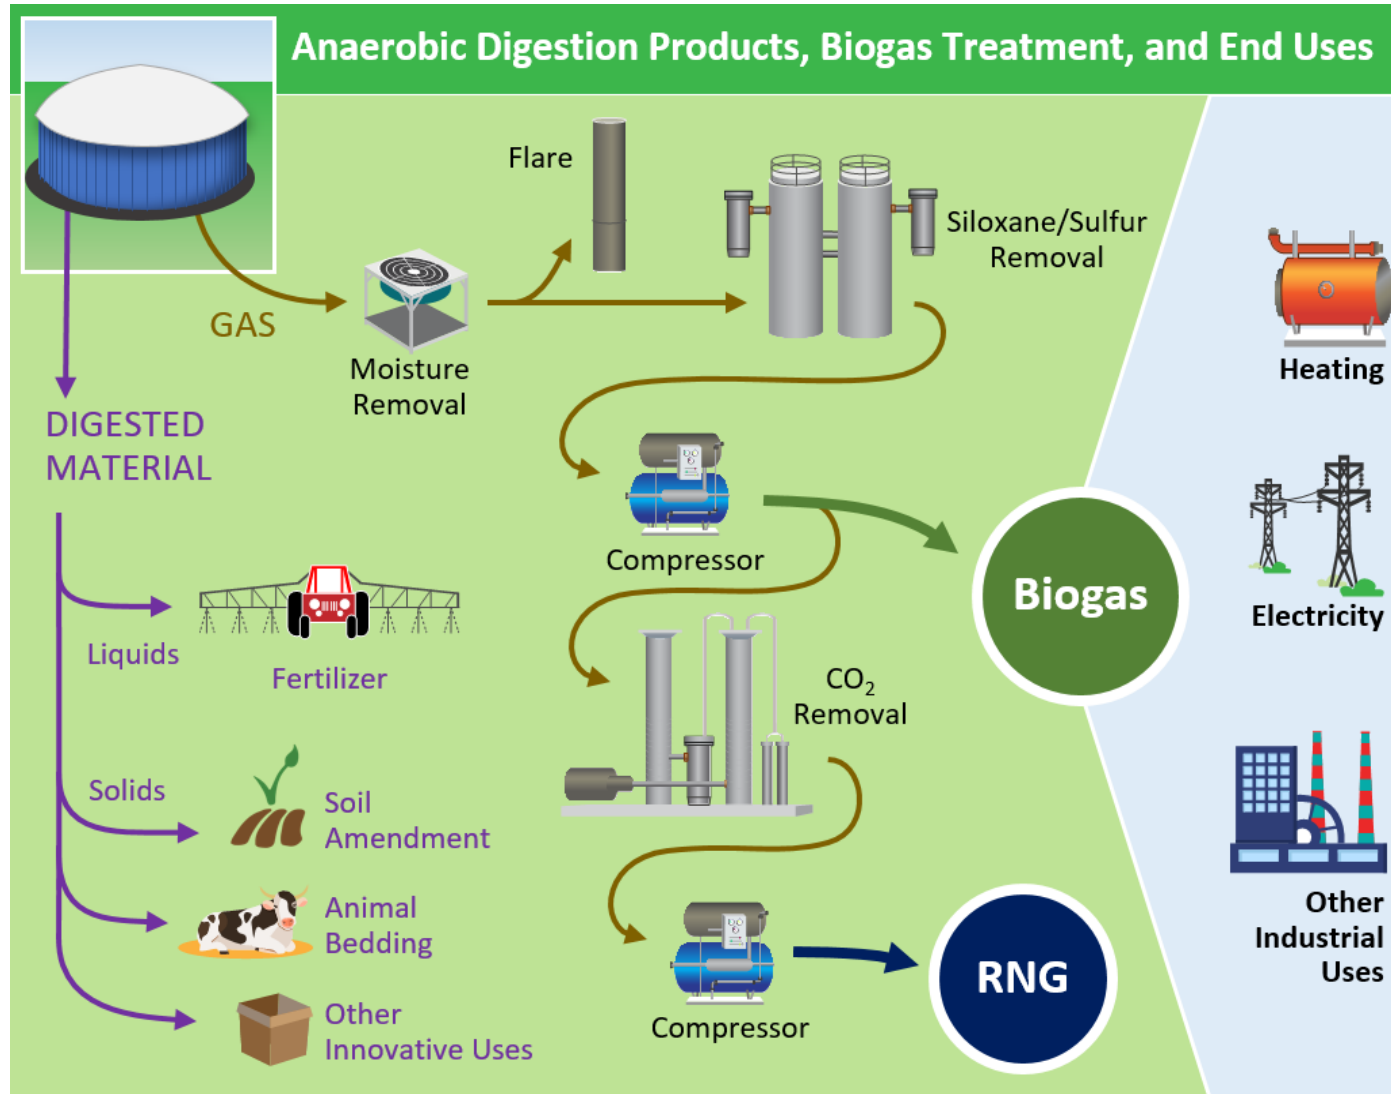 Anaerobic Digestion Products, Biogas Treatment, and End Uses
Flare
Siloxane/Sulfur
Removal
GAS
Moisture
Removal
Heating
DIGESTED
MATERIAL
Compressor
Biogas
Electricity
Liquids
Fertilizer
CO₂
Removal
Solids
Soil
Amendment
Animal
Bedding
Other
Industrial
Uses
RNG
Other
Innovative Uses
Compressor